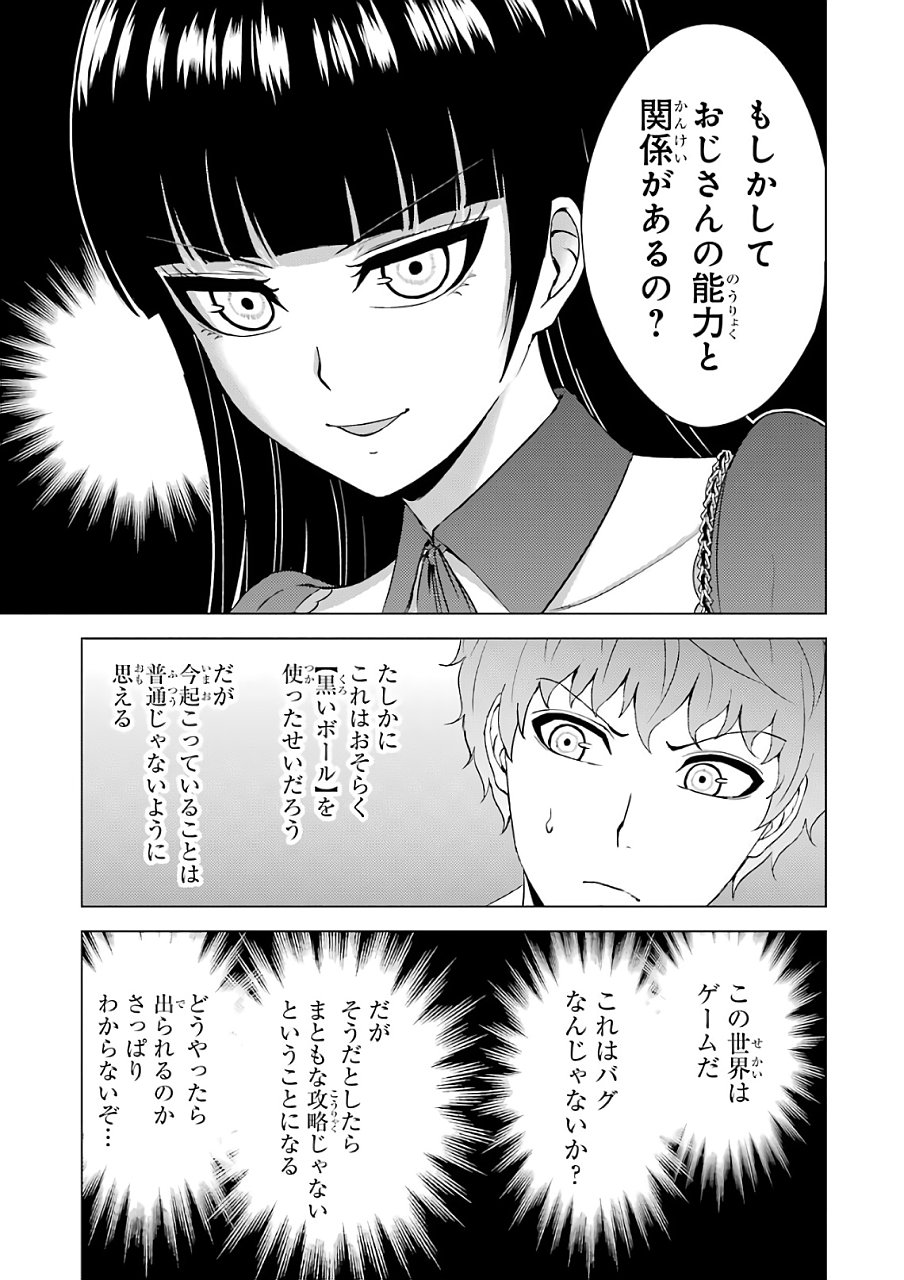 もしかして
おじさんの能力と
関係があるの？
たしかに
これはおそらく
【黒いボール】を
使ったせいだろう
だが
今起こっていることは
普通じゃないように
思える
この世界は
ゲームだ
これはバグ
なんじゃないか？
だが
そうだとしたら
まともな攻略じゃない
ということになる
どうやったら
出られるのか
さっぱり
わからないぞ…